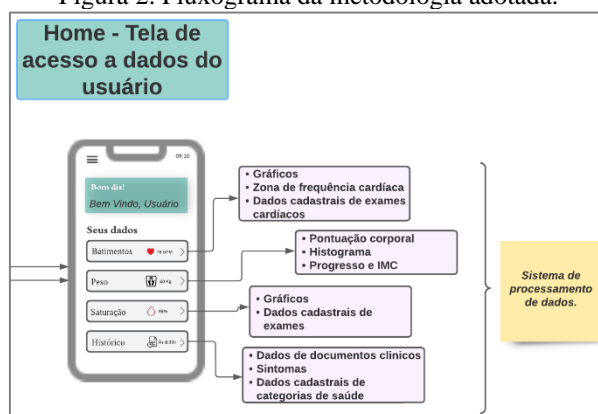 Figura 2. Fluxograma da metodologia adotada.
Home - Tela de
acesso a dados do
usuário
09:10
Bom dia!
Bem Vindo, Usuário
Seus dados
Batimentos
Peso
Saturação
Histórico
• Gráficos
• Zona de frequência cardíaca
• Dados cadastrais de exames
cardíacos
• Pontuação corporal
• Histograma
• Progresso e IMC
• Gráficos
• Dados cadastrais de
exames
• Dados de documentos clinicos
• Sintomas
• Dados cadastrais de
categorias de saúde
Sistema de
processamento
de dados.